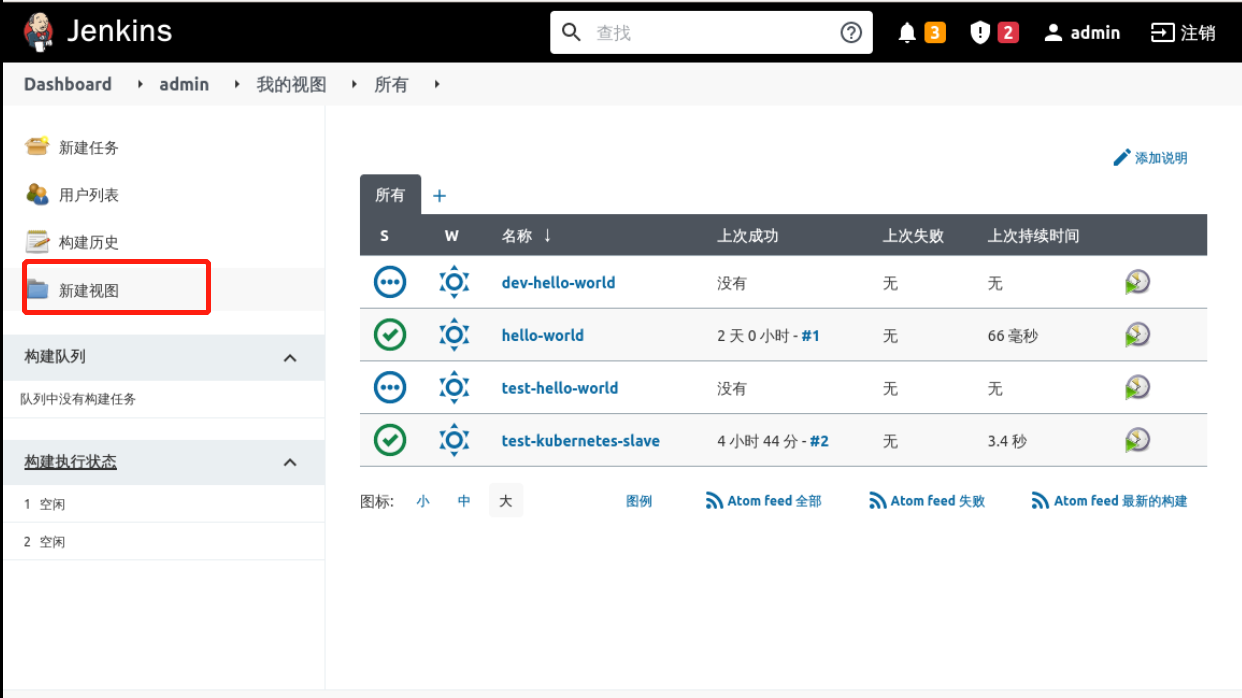 Jenkins 查找 3 2 admin 注销
Dashboard admin 我的视图 所有
新建任务
用户列表
构建历史
新建视图
构建队列
队列中没有构建任务
构建执行状态
1 空闲
2 空闲
添加说明
所有 +
S W 名称 ↓ 上次成功 上次失败 上次持续时间
dev-hello-world 没有 无 无
hello-world 2 天 0 小时 - #1 无 66 毫秒
test-hello-world 没有 无 无
test-kubernetes-slave 4 小时 44 分 - #2 无 3.4 秒
图标: 小 中 大 图例 Atom feed 全部 Atom feed 失败 Atom feed 最新的构建